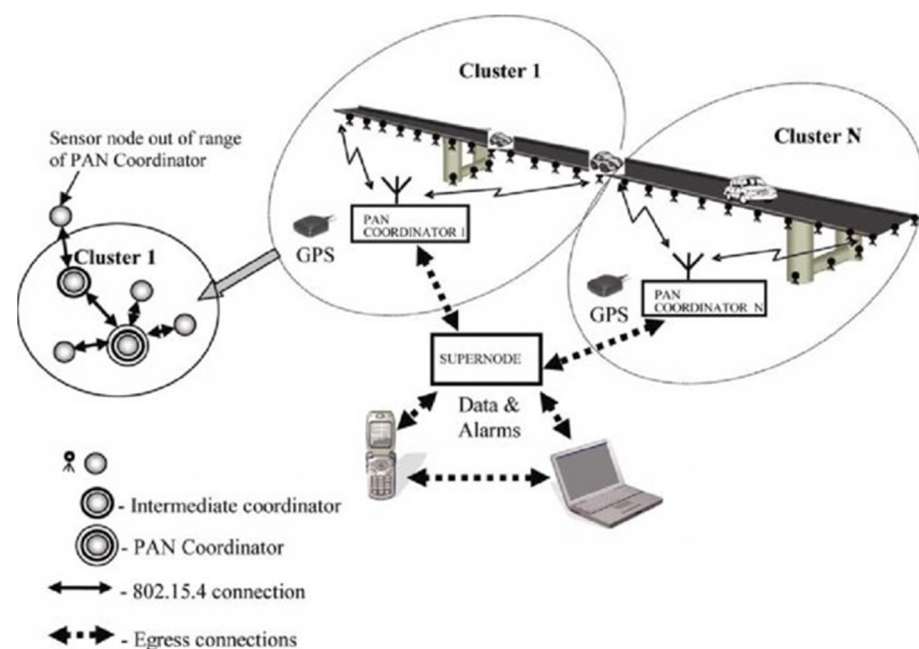 Cluster 1
Cluster N
Sensor node out of range
of PAN Coordinator
Cluster 1
GPS
PAN
COORDINATOR 1
GPS
PAN
COORDINATOR N
SUPERNODE
Data &
Alarms
- Intermediate coordinator
- PAN Coordinator
- 802.15.4 connection
- Egress connections